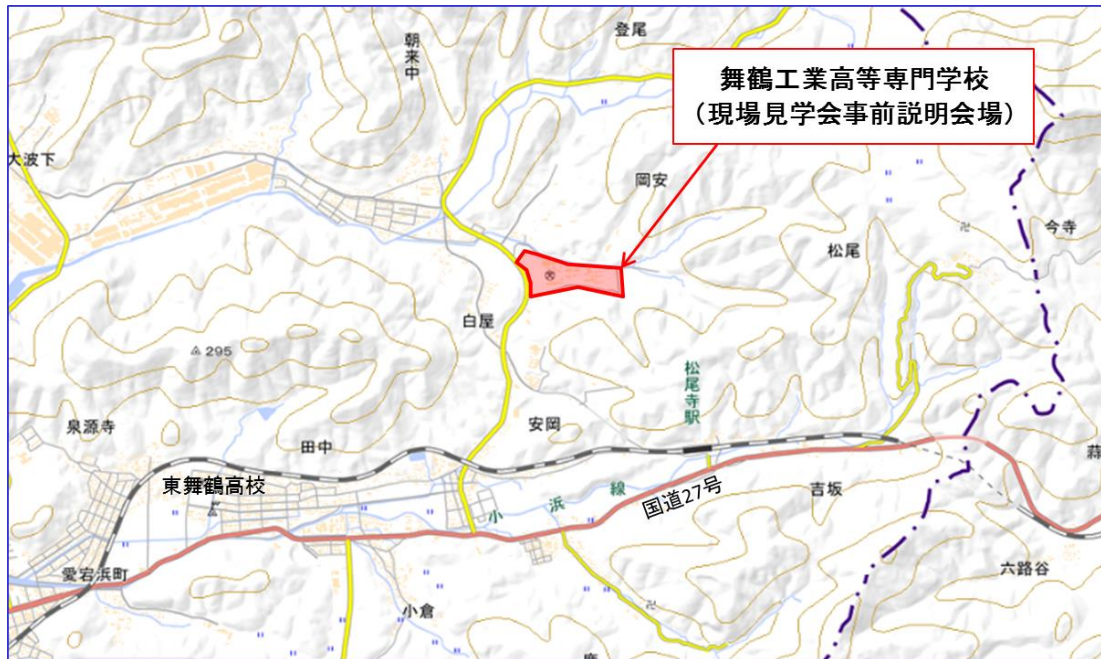 登尾
朝来中
舞鶴工業高等専門学校
（現場見学会事前説明会場）
大波下
岡安
今寺
松尾
白屋
295
松尾寺駅
泉源寺
田中
安岡
東舞鶴高校
小浜線
国道27号
吉坂
蒜
愛宕浜町
六路谷
小倉